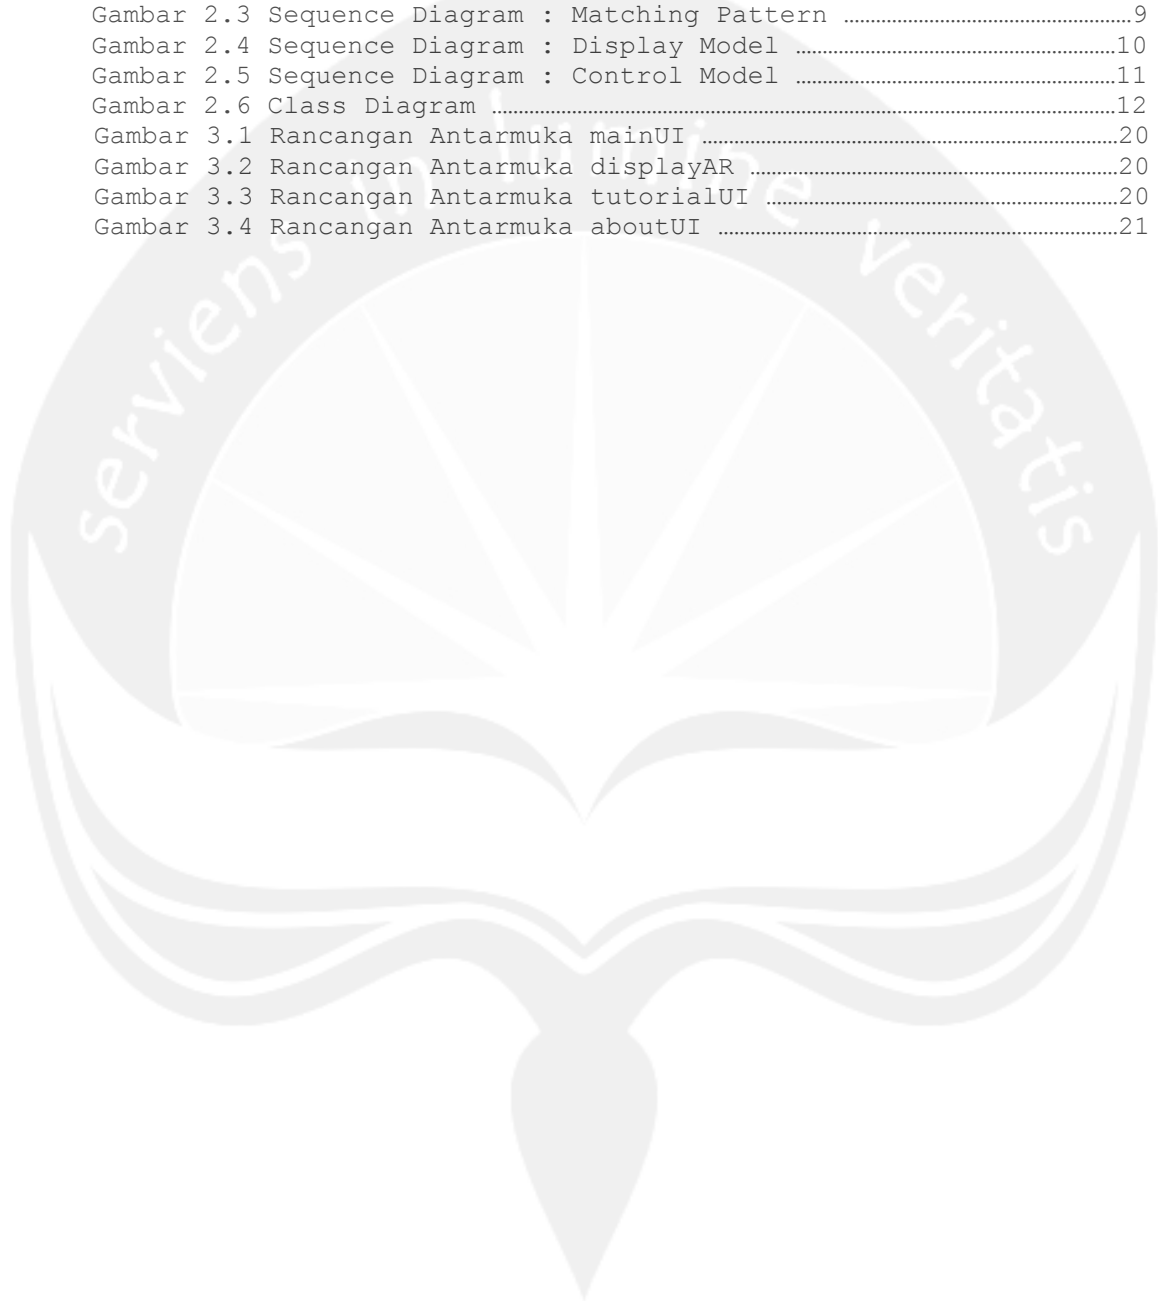 Gambar 2.3 Sequence Diagram : Matching Pattern ……………………………………………………9
Gambar 2.4 Sequence Diagram : Display Model …………………………………………………………10
Gambar 2.5 Sequence Diagram : Control Model …………………………………………………………11
Gambar 2.6 Class Diagram ……………………………………………………………………………………………………………………12
Gambar 3.1 Rancangan Antarmuka mainUI ……………………………………………………………………………20
Gambar 3.2 Rancangan Antarmuka displayAR …………………………………………………………………20
Gambar 3.3 Rancangan Antarmuka tutorialUI ………………………………………………………………20
Gambar 3.4 Rancangan Antarmuka aboutUI …………………………………………………………………………21
serviens in lumine veritatis